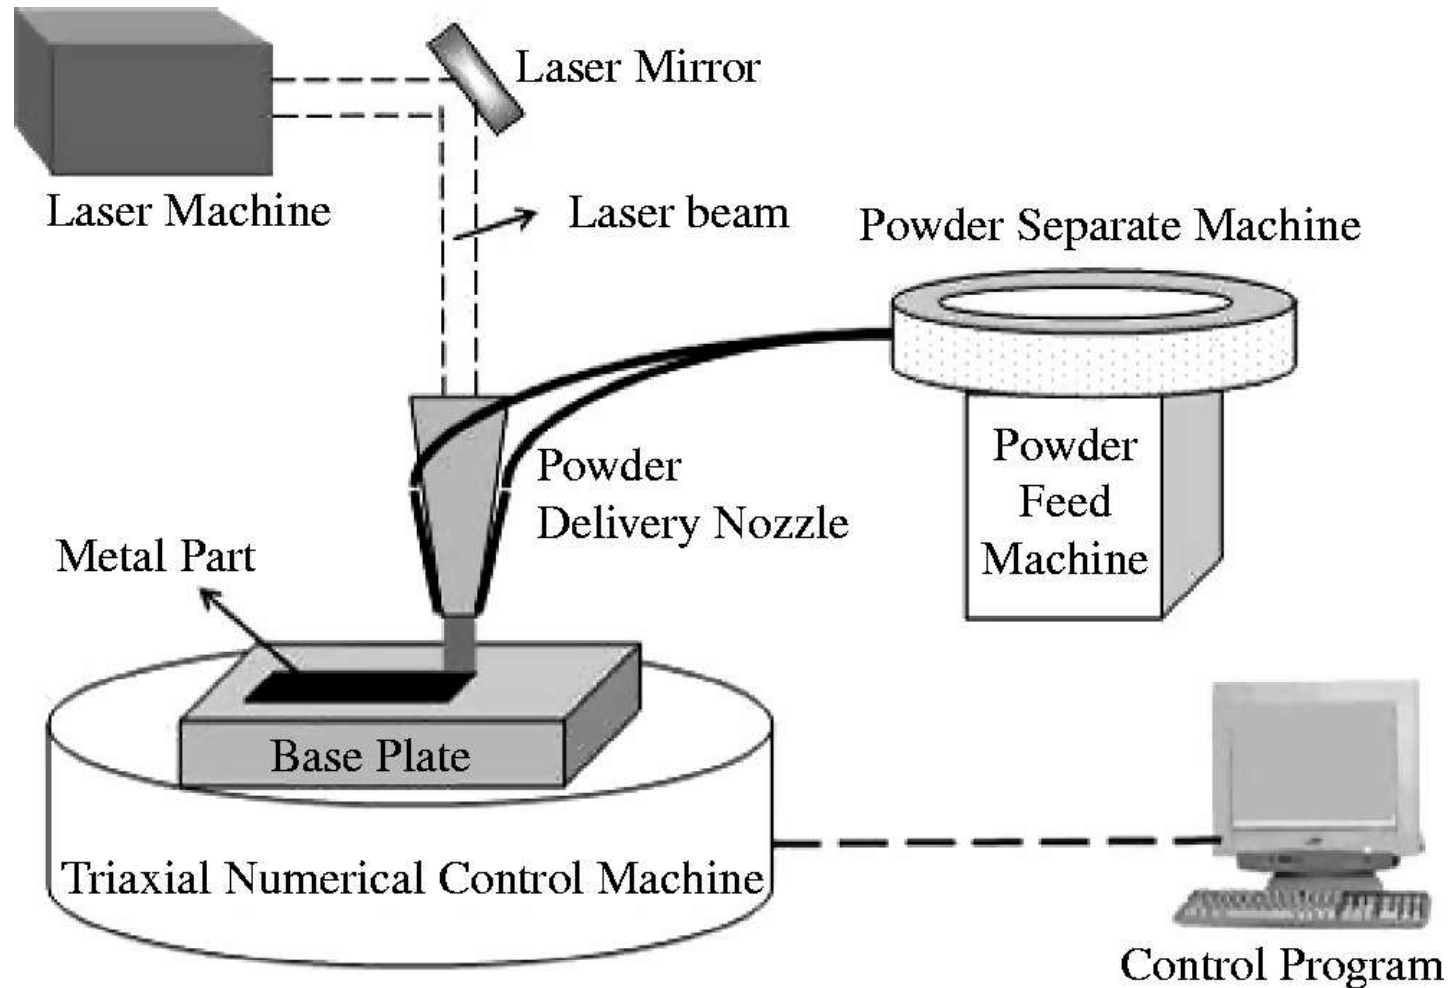 Laser Mirror
Laser Machine
Laser beam
Powder Separate Machine
Powder
Delivery Nozzle
Powder
Feed
Machine
Metal Part
Base Plate
Triaxial Numerical Control Machine
Control Program